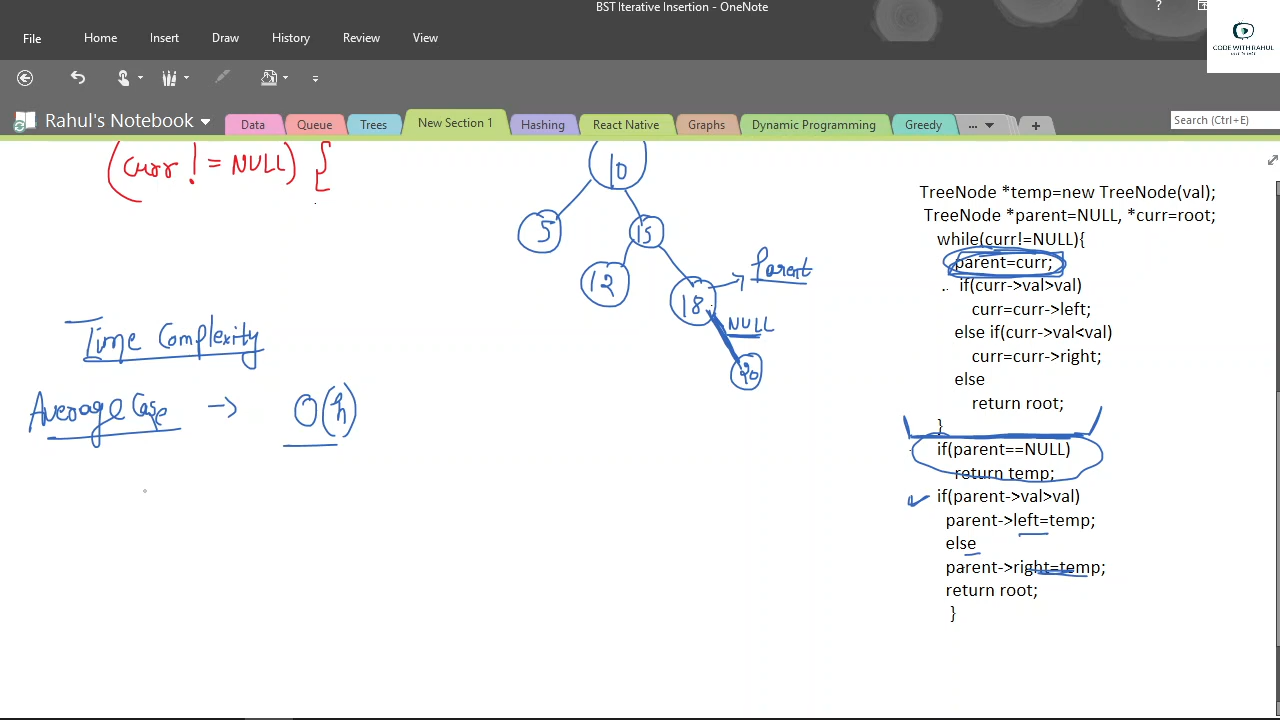 BST Iterative Insertion - OneNote
?
File Home Insert Draw History Review View
CODE WITH RAHUL
Rahul's Notebook Data Queue Trees New Section 1 Hashing React Native Graphs Dynamic Programming Greedy ...
Search (Ctrl+E)
(curr != NULL) {
10
5 15
12 18 Parent
NULL
20
Time Complexity
Average Case -> O(h)
TreeNode *temp=new TreeNode(val);
TreeNode *parent=NULL, *curr=root;
while(curr!=NULL){
parent=curr;
if(curr->val>val)
curr=curr->left;
else if(curr->val<val)
curr=curr->right;
else
return root;
}
if(parent==NULL)
return temp;
if(parent->val>val)
parent->left=temp;
else
parent->right=temp;
return root;
}